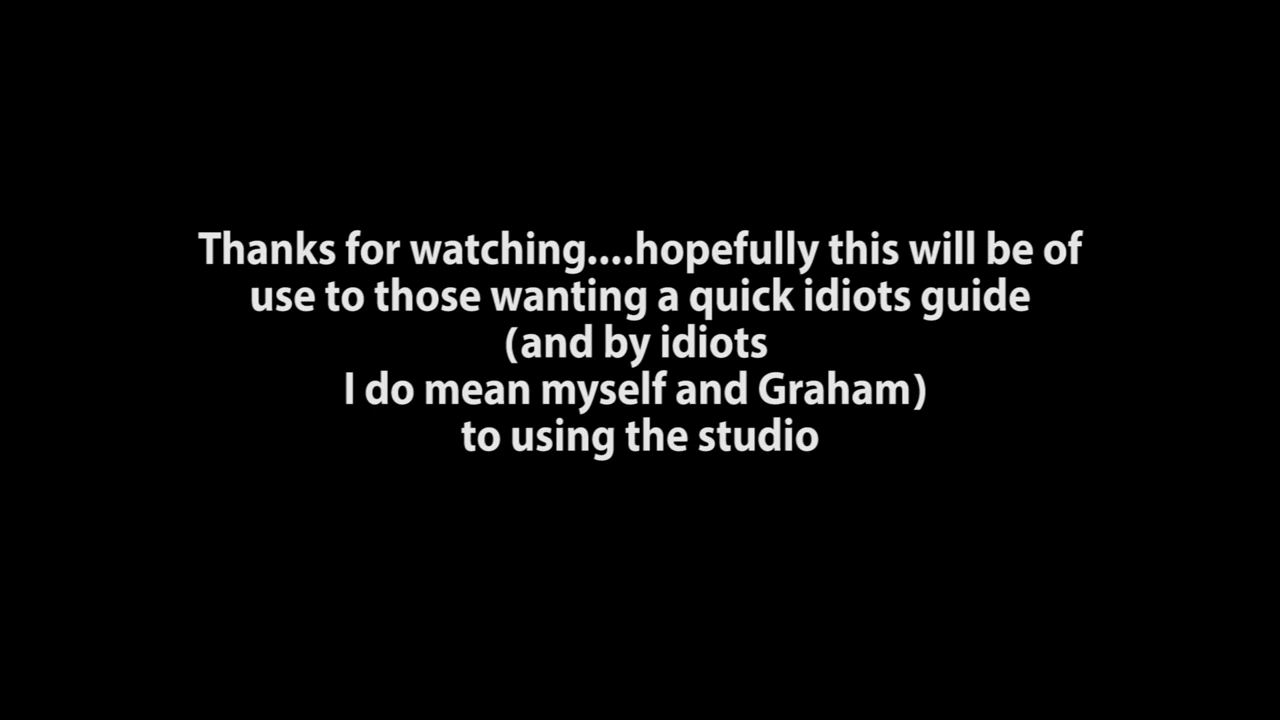 Thanks for watching....hopefully this will be of
use to those wanting a quick idiots guide
(and by idiots
I do mean myself and Graham)
to using the studio